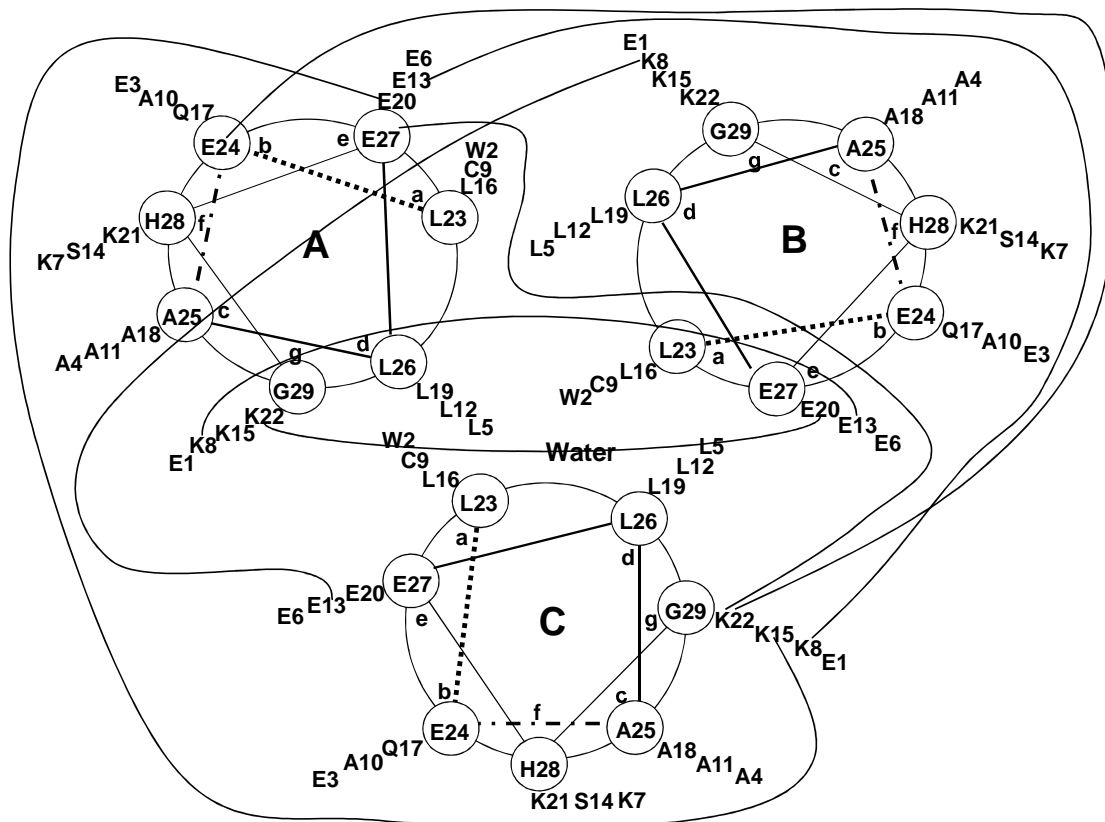 E6
E13
E20
E27
e
E3
A10
Q17
E24
b
W2
C9
L16
L23
a
H28
K21
S14
K7
f
A
A25
c
A18
A11
A4
g
G29
K22
K15
K8
E1
d
L26
L19
L12
L5
E1
K8
K15
K22
G29
g
A4
A11
A18
A25
c
L26
d
L19
L12
L5
B
H28
f
K21
S14
K7
E24
b
Q17
A10
E3
L23
a
L16
C9
W2
E27
e
E20
E13
E6
Water
W2
C9
L16
L23
a
L5
L12
L19
L26
d
E27
e
E20
E13
E6
C
G29
g
K22
K15
K8
E1
b
E24
Q17
A10
E3
f
c
A25
A18
A11
A4
H28
K21 S14 K7